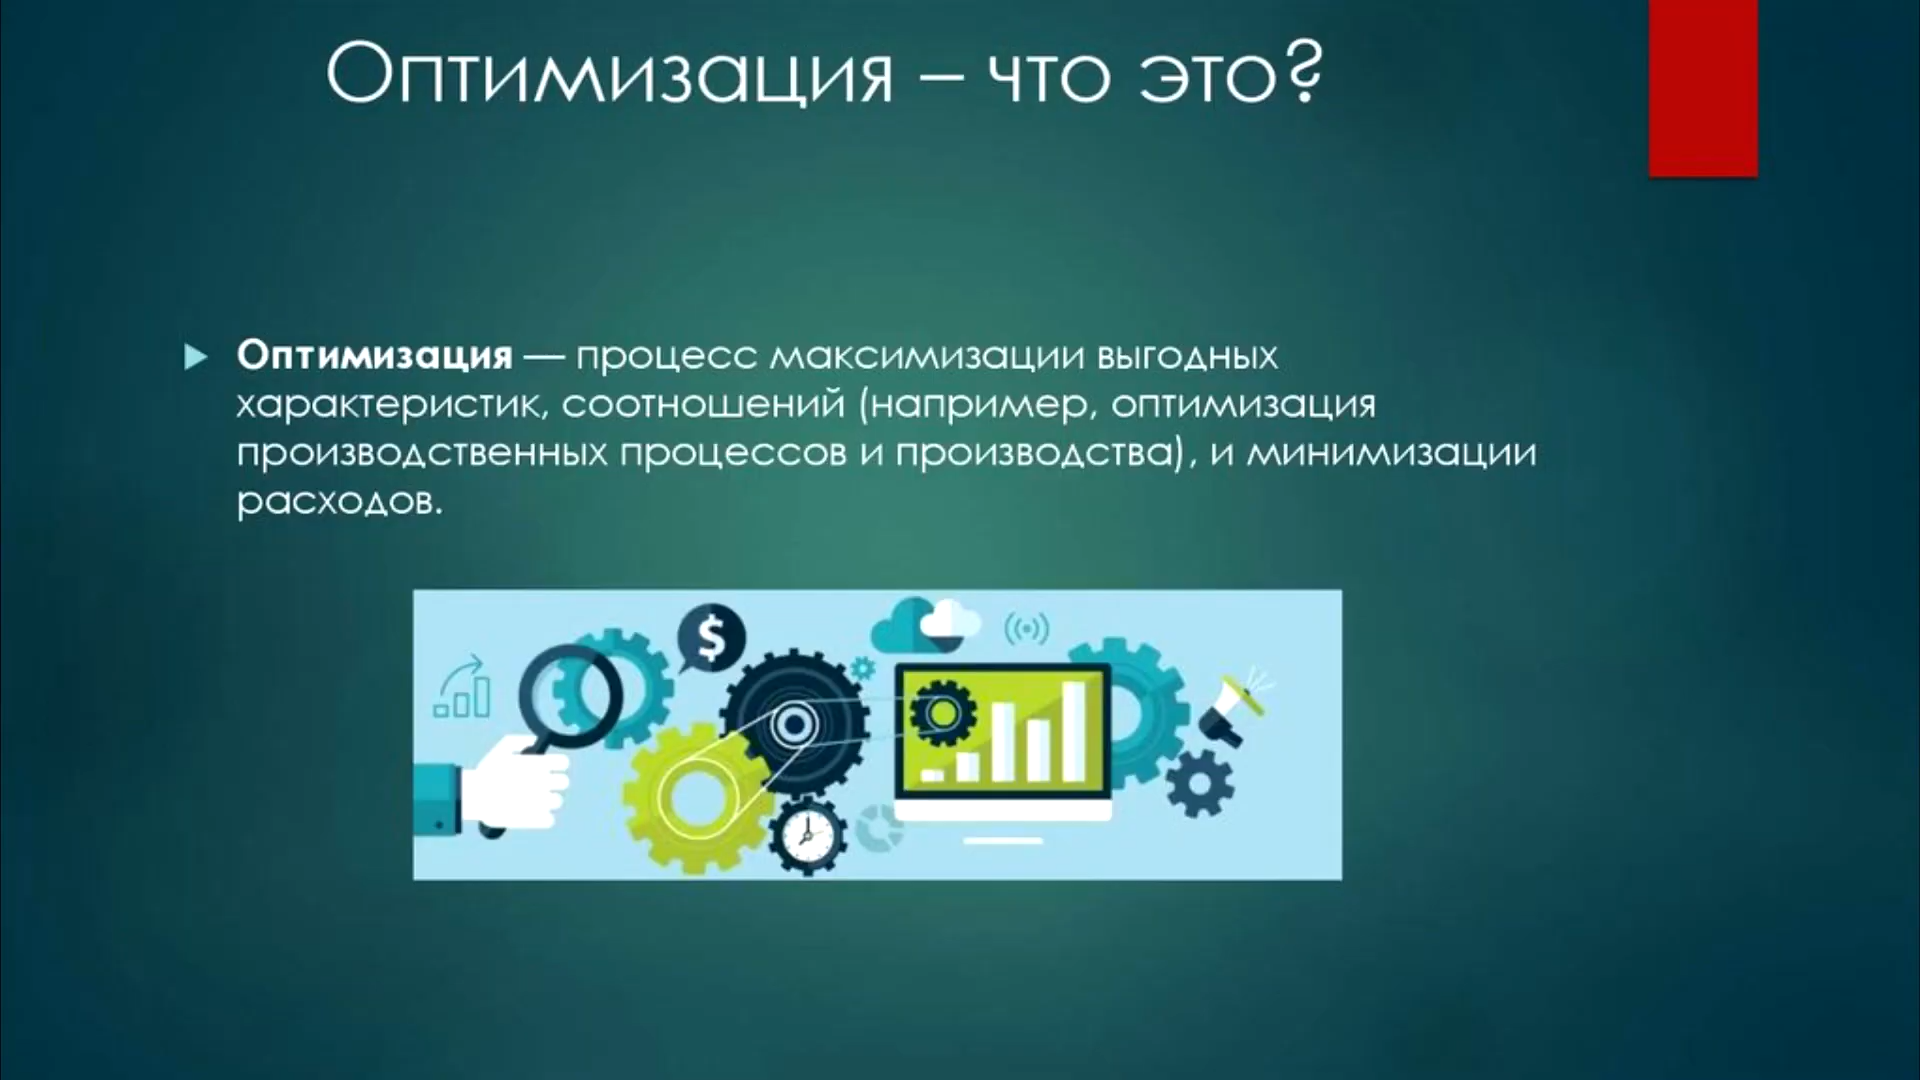 Оптимизация – что это?
Оптимизация — процесс максимизации выгодных
характеристик, соотношений (например, оптимизация
производственных процессов и производства), и минимизации
расходов.
$